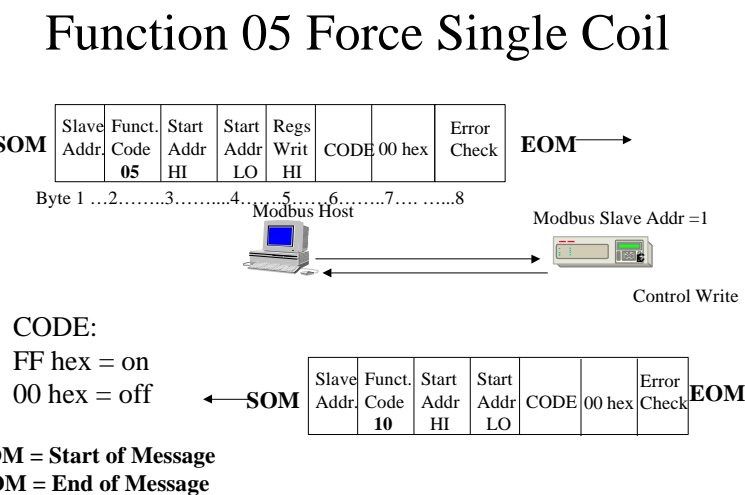 Function 05 Force Single Coil
SOM
Slave Addr.
Funct. Code 05
Start Addr HI
Start Addr LO
Regs Writ HI
CODE
00 hex
Error Check
EOM
Byte 1 …2……..3……....4….…5……6……..7…. …...8
Modbus Host
Modbus Slave Addr =1
Control Write
CODE:
FF hex = on
00 hex = off
SOM
Slave Addr.
Funct. Code 10
Start Addr HI
Start Addr LO
CODE
00 hex
Error Check
EOM
OM = Start of Message
OM = End of Message